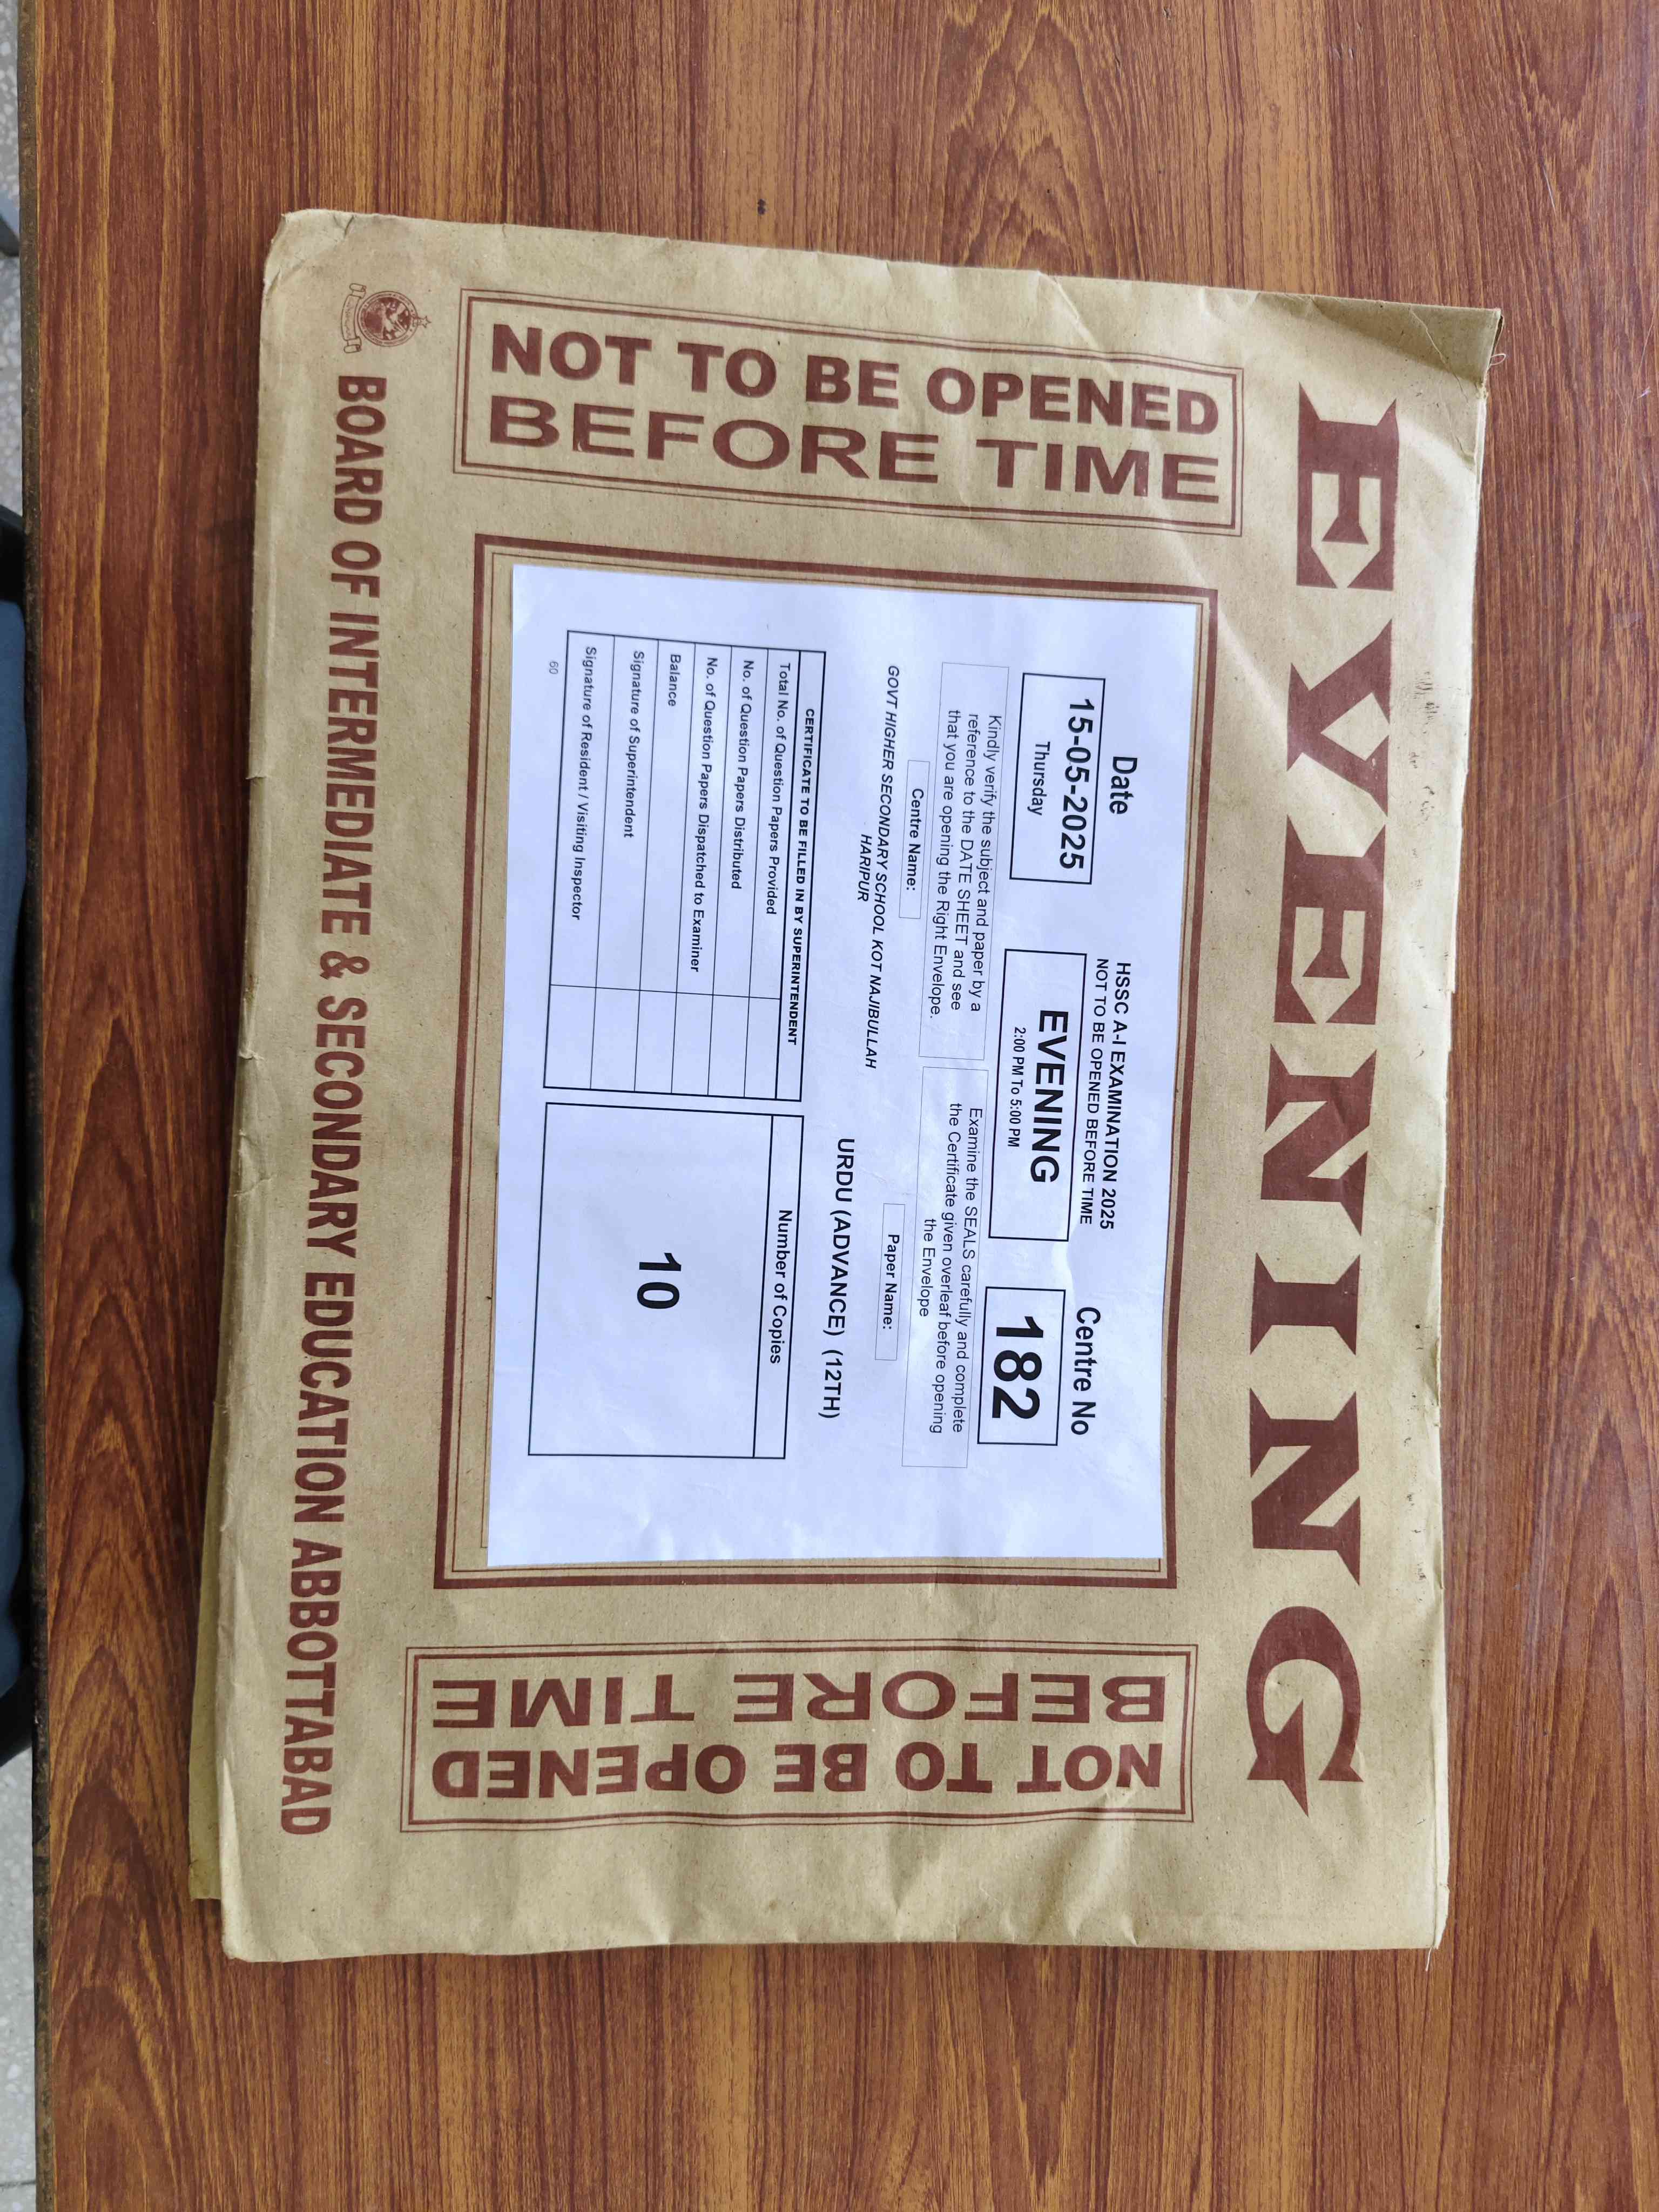 EVENING
NOT TO BE OPENED
BEFORE TIME
Date
15-05-2025
Thursday
HSSC A-I EXAMINATION 2025
NOT TO BE OPENED BEFORE TIME
EVENING
2:00 PM To 5:00 PM
Centre No
182
Kindly verify the subject and paper by a
reference to the DATE SHEET and see
that you are opening the Right Envelope.
Examine the SEALS carefully and complete
the Certificate given overleaf before opening
the Envelope
Centre Name:
GOVT HIGHER SECONDARY SCHOOL KOT NAJIBULLAH
HARIPUR
Paper Name:
URDU (ADVANCE) (12TH)
CERTIFICATE TO BE FILLED IN BY SUPERINTENDENT
Total No. of Question Papers Provided
No. of Question Papers Distributed
No. of Question Papers Dispatched to Examiner
Balance
Signature of Superintendent
Signature of Resident / Visiting Inspector
Number of Copies
10
60
NOT TO BE OPENED
BEFORE TIME
BOARD OF INTERMEDIATE & SECONDARY EDUCATION ABBOTTABAD